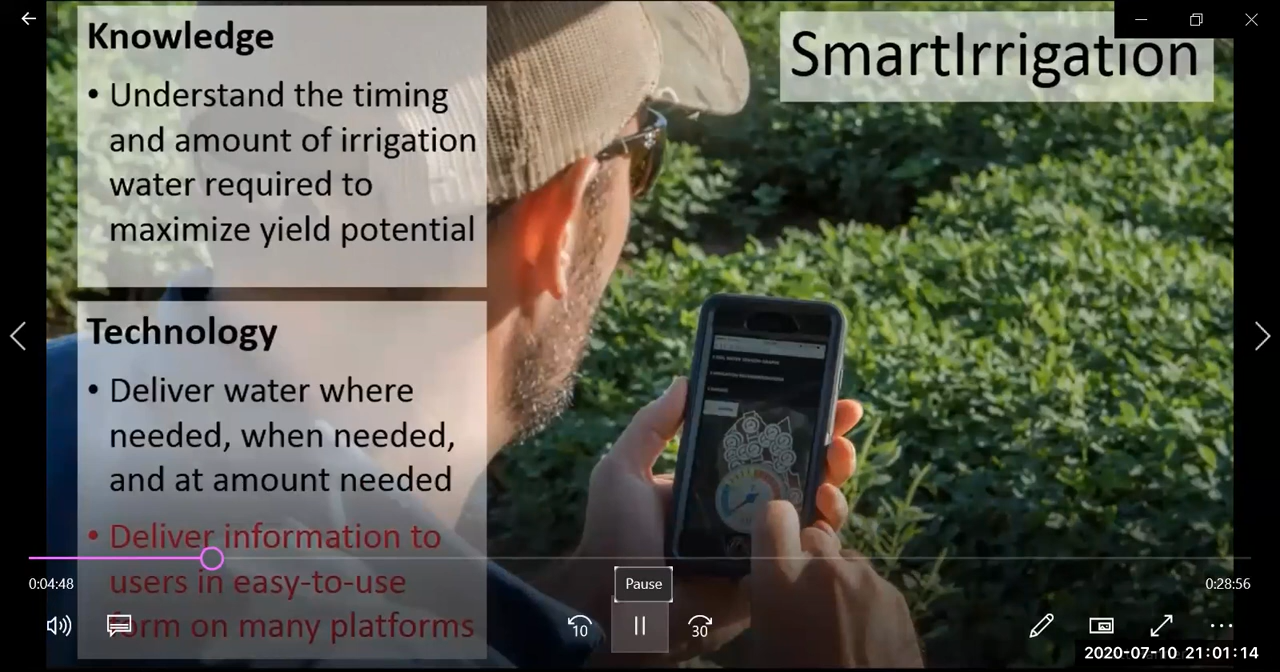 Knowledge
• Understand the timing
and amount of irrigation
water required to
maximize yield potential
SmartIrrigation
Technology
• Deliver water where
needed, when needed,
and at amount needed
• Deliver information to
users in easy-to-use
form on many platforms
0:04:48
Pause
0:28:56
10
30
2020-07-10 21:01:14